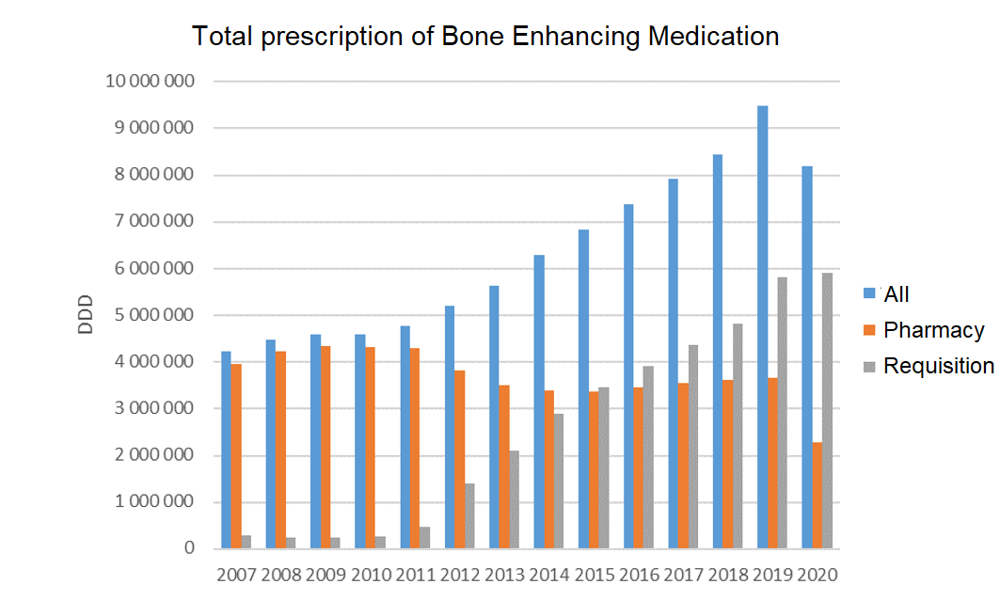 Total prescription of Bone Enhancing Medication
10 000 000
9 000 000
8 000 000
7 000 000
6 000 000
5 000 000
4 000 000
3 000 000
2 000 000
1 000 000
0
DDD
2007 2008 2009 2010 2011 2012 2013 2014 2015 2016 2017 2018 2019 2020
All
Pharmacy
Requisition